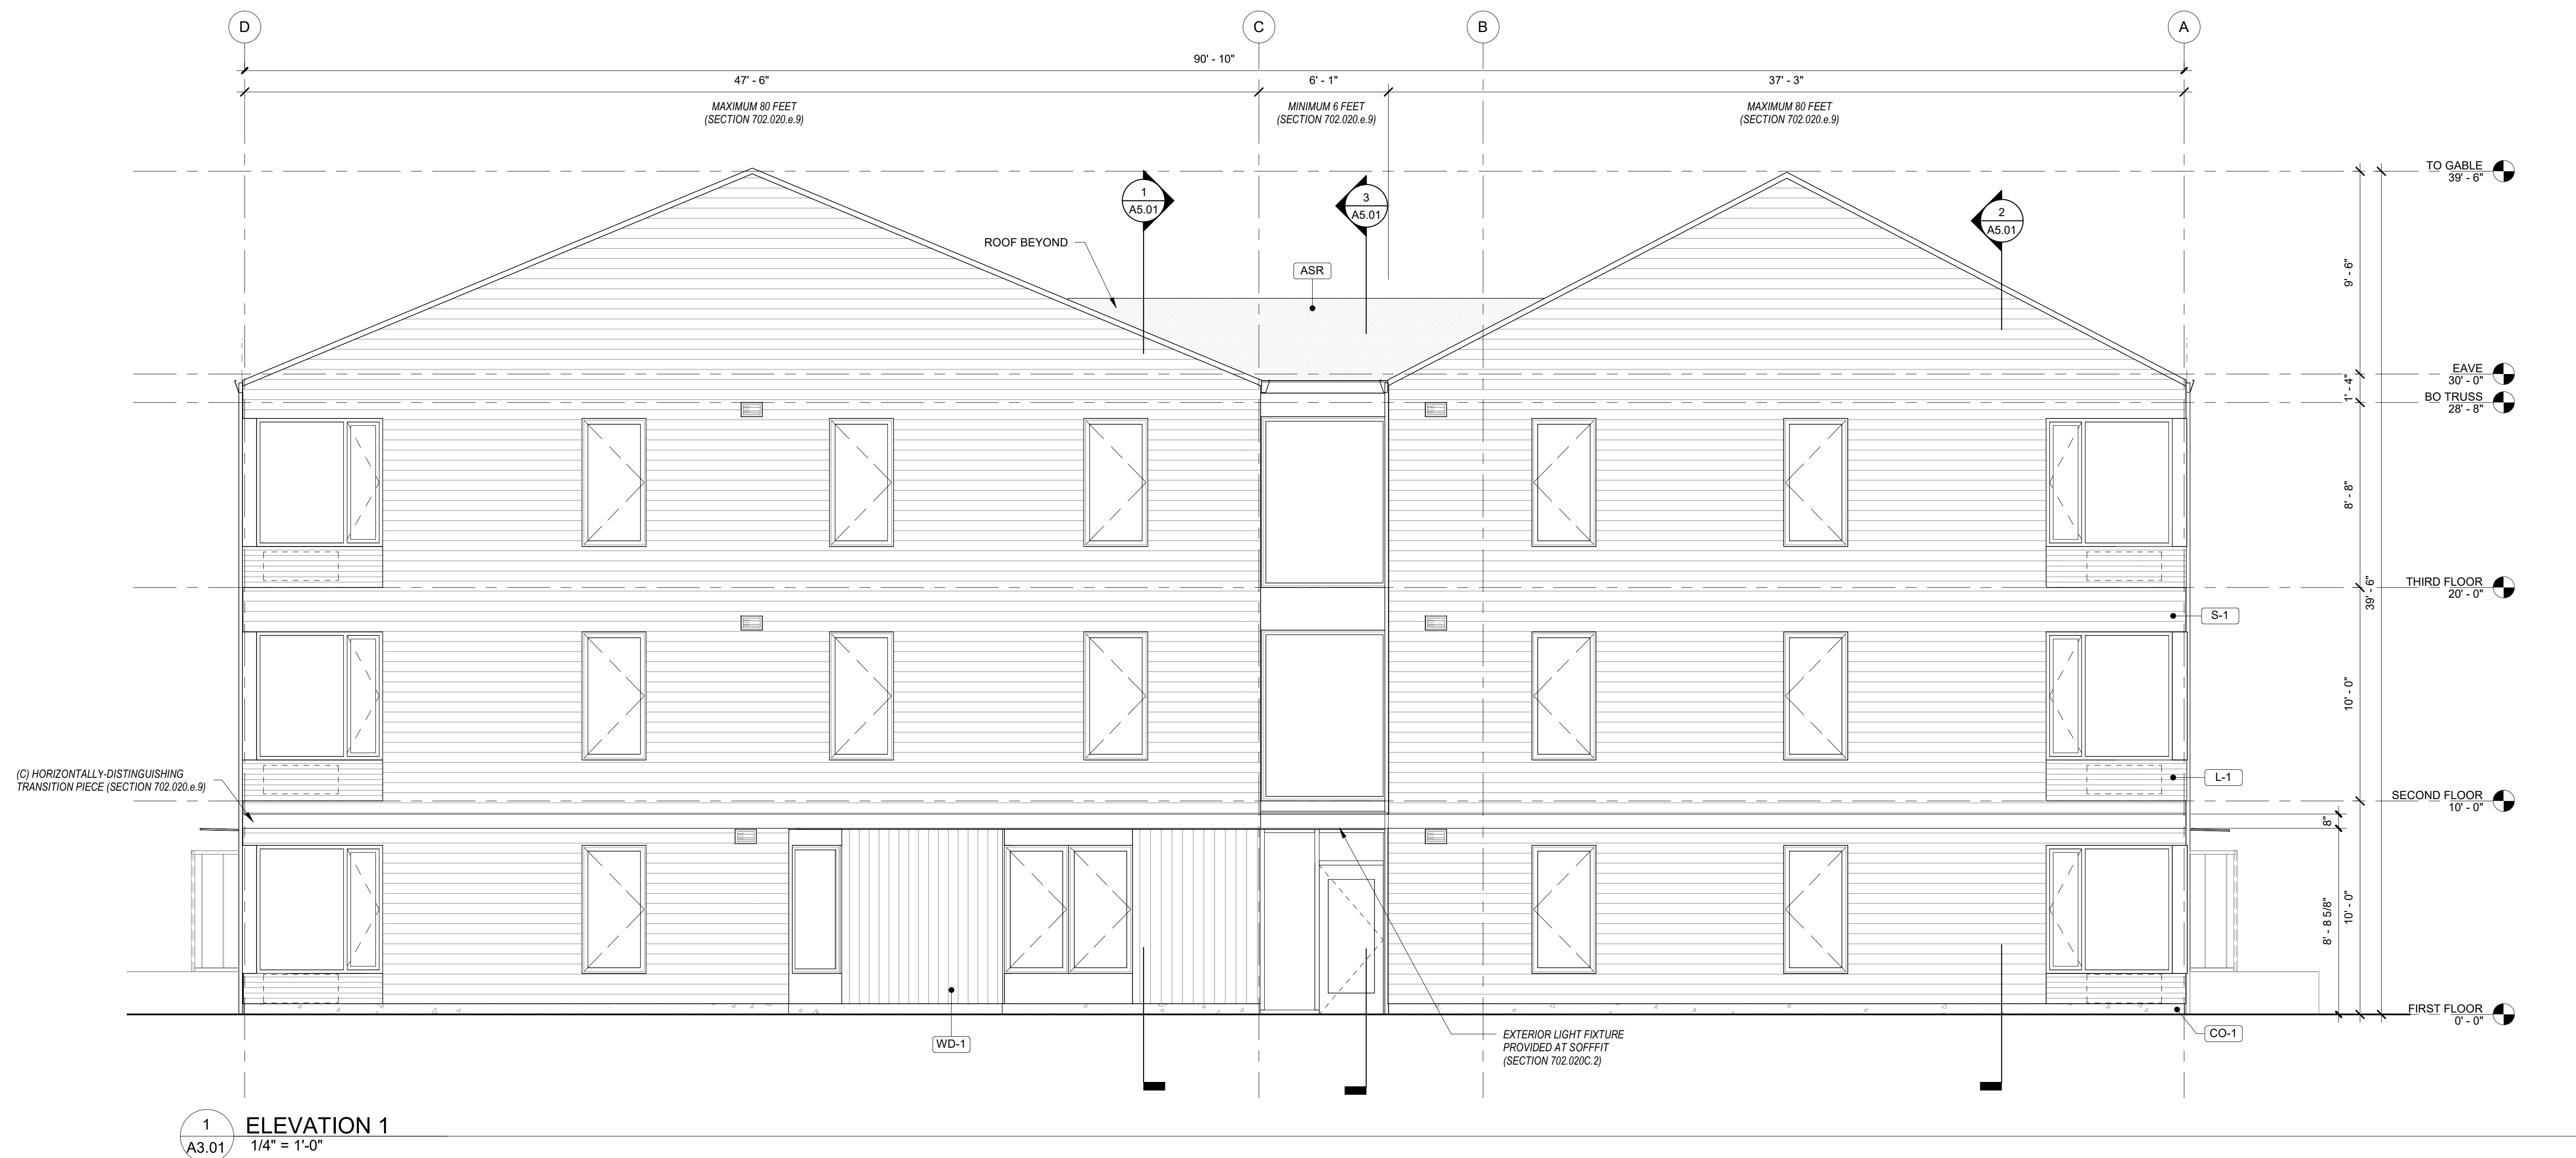 D
C
B
A
90' - 10"
47' - 6"
6' - 1"
37' - 3"
MAXIMUM 80 FEET
(SECTION 702.020.e.9)
MINIMUM 6 FEET
(SECTION 702.020.e.9)
MAXIMUM 80 FEET
(SECTION 702.020.e.9)
TO GABLE
39' - 6"
1
A5.01
3
A5.01
2
A5.01
ROOF BEYOND
ASR
9' - 6"
EAVE
30' - 0"
1' - 4"
BO TRUSS
28' - 8"
8' - 8"
THIRD FLOOR
20' - 0"
39' - 6"
S-1
10' - 0"
L-1
(C) HORIZONTALLY-DISTINGUISHING
TRANSITION PIECE (SECTION 702.020.e.9)
SECOND FLOOR
10' - 0"
8"
8' - 8 5/8"
10' - 0"
FIRST FLOOR
0' - 0"
CO-1
WD-1
EXTERIOR LIGHT FIXTURE
PROVIDED AT SOFFFIT
(SECTION 702.020C.2)
1
A3.01
ELEVATION 1
1/4" = 1'-0"